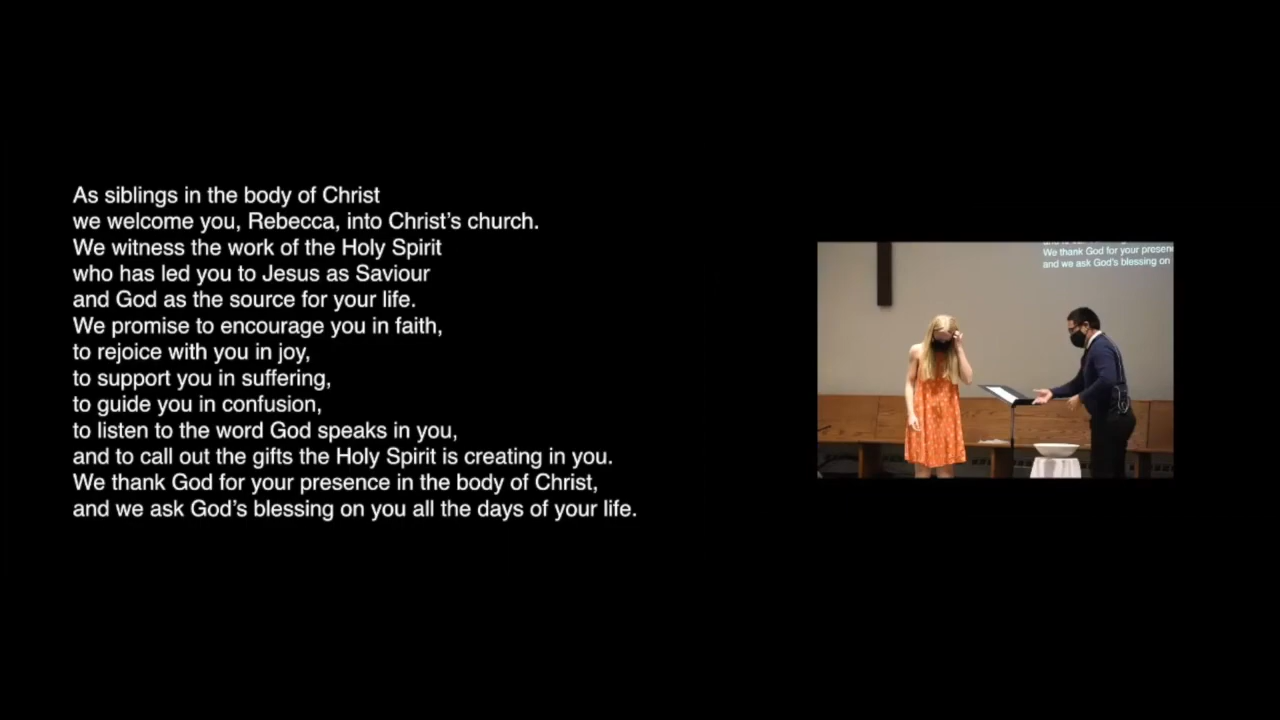 As siblings in the body of Christ
we welcome you, Rebecca, into Christ's church.
We witness the work of the Holy Spirit
who has led you to Jesus as Saviour
and God as the source for your life.
We promise to encourage you in faith,
to rejoice with you in joy,
to support you in suffering,
to guide you in confusion,
to listen to the word God speaks in you,
and to call out the gifts the Holy Spirit is creating in you.
We thank God for your presence in the body of Christ,
and we ask God's blessing on you all the days of your life.
We thank God for your
and we ask God's blessing on